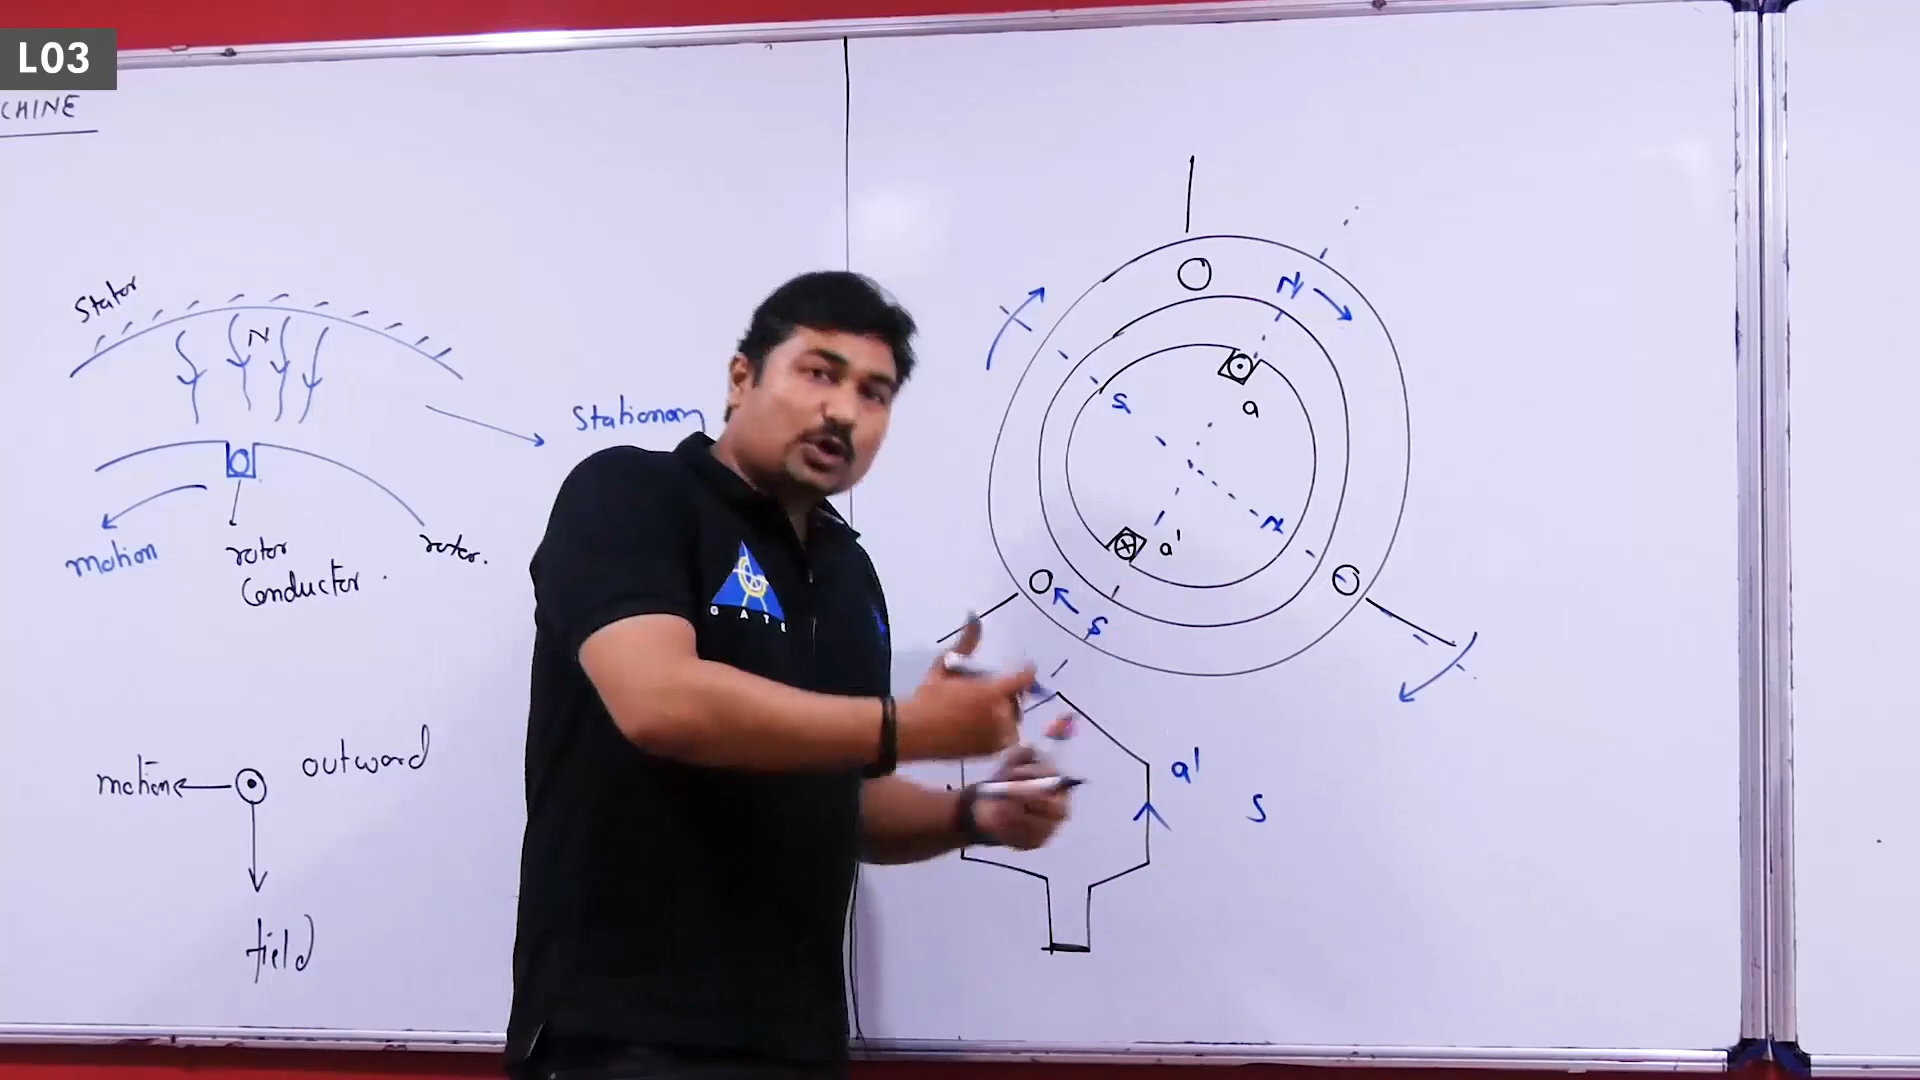 L03
CHINE
Stator
N
Stationary
motion
rotor
Conductor.
rotor.
motion
outward
field
N
S
a
N
a'
S
a'
S
GATE